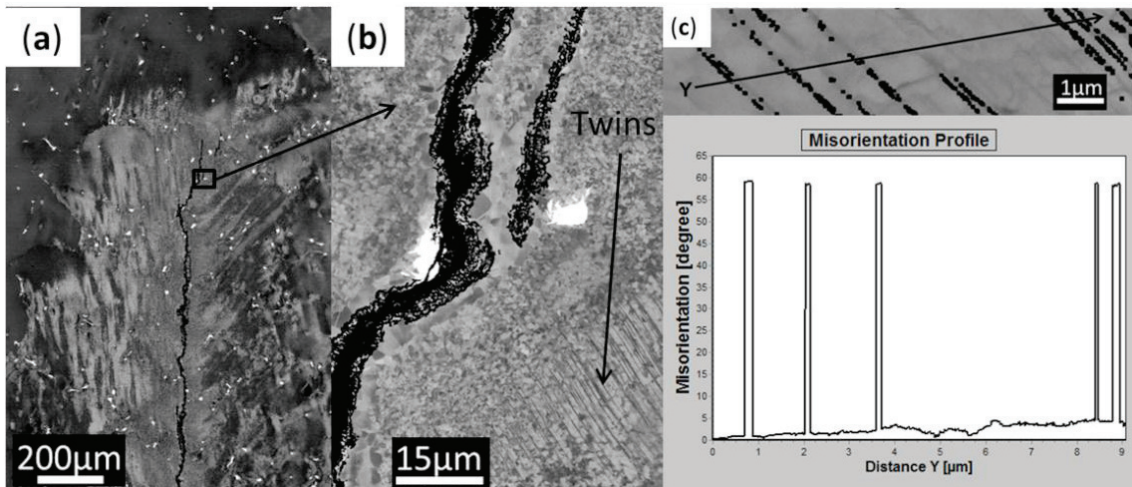 (a)
200μm
(b)
Twins
15μm
(c)
Y
1μm
Misorientation Profile
Misorientation [degree]
65
60
55
50
45
40
35
30
25
20
15
10
5
0
0 1 2 3 4 5 6 7 8 9
Distance Y [μm]